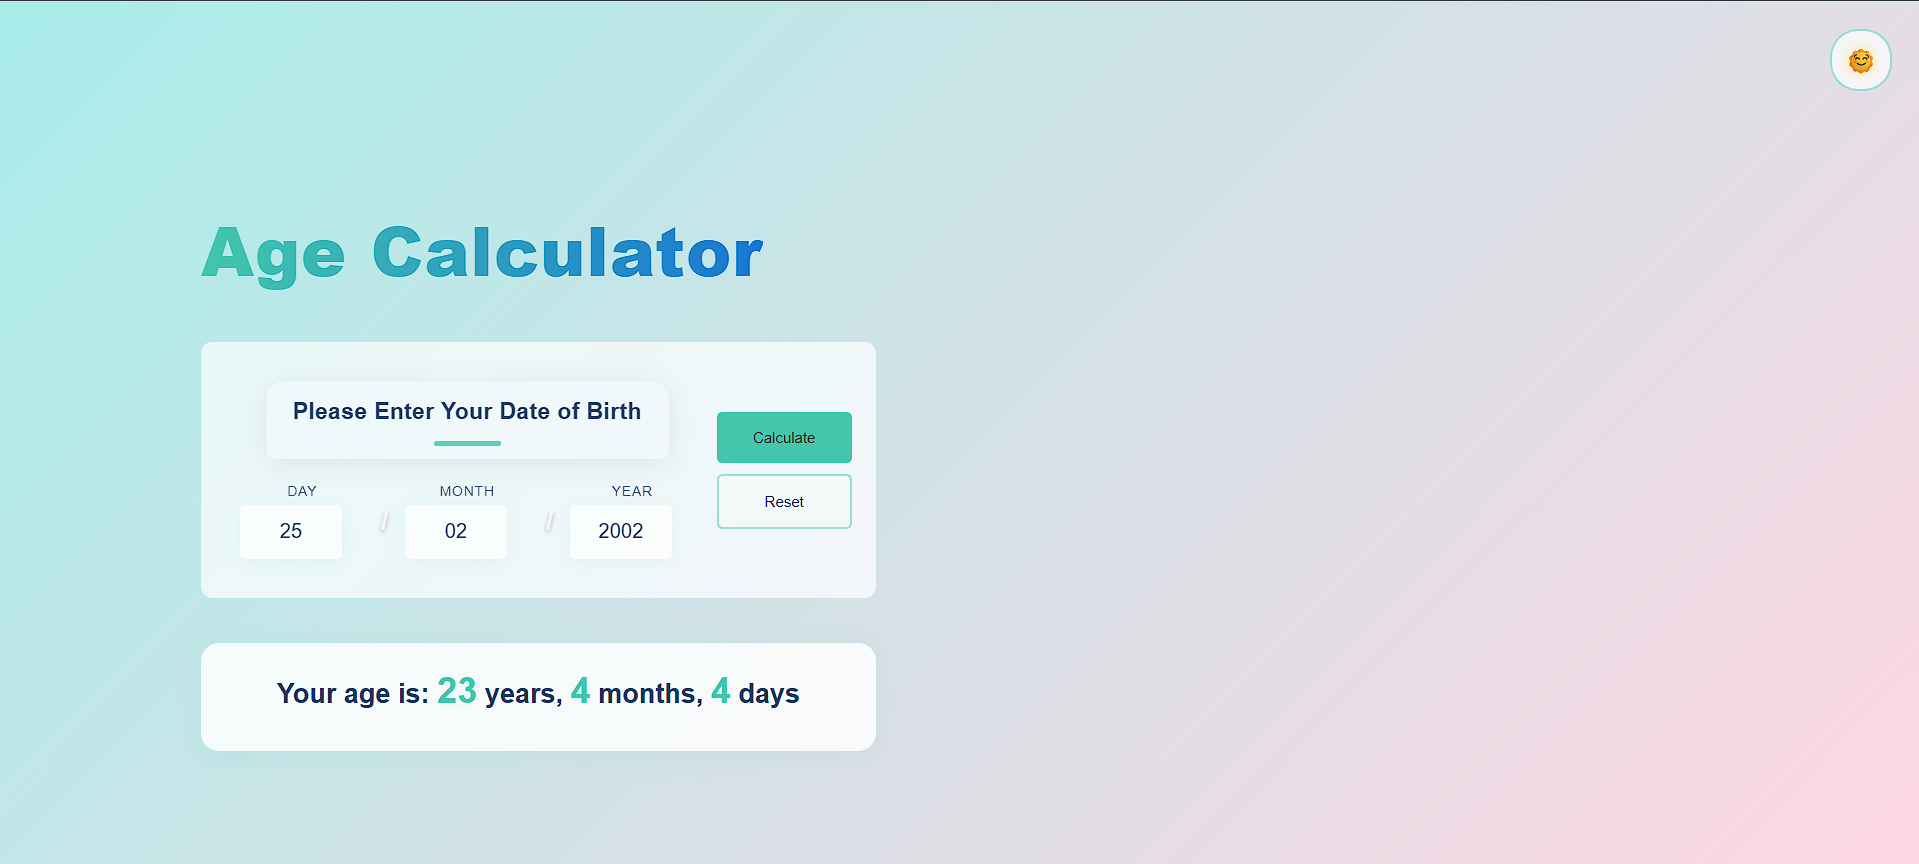 Age Calculator
Please Enter Your Date of Birth
DAY MONTH YEAR
25 / 02 / 2002
Calculate
Reset
Your age is: 23 years, 4 months, 4 days